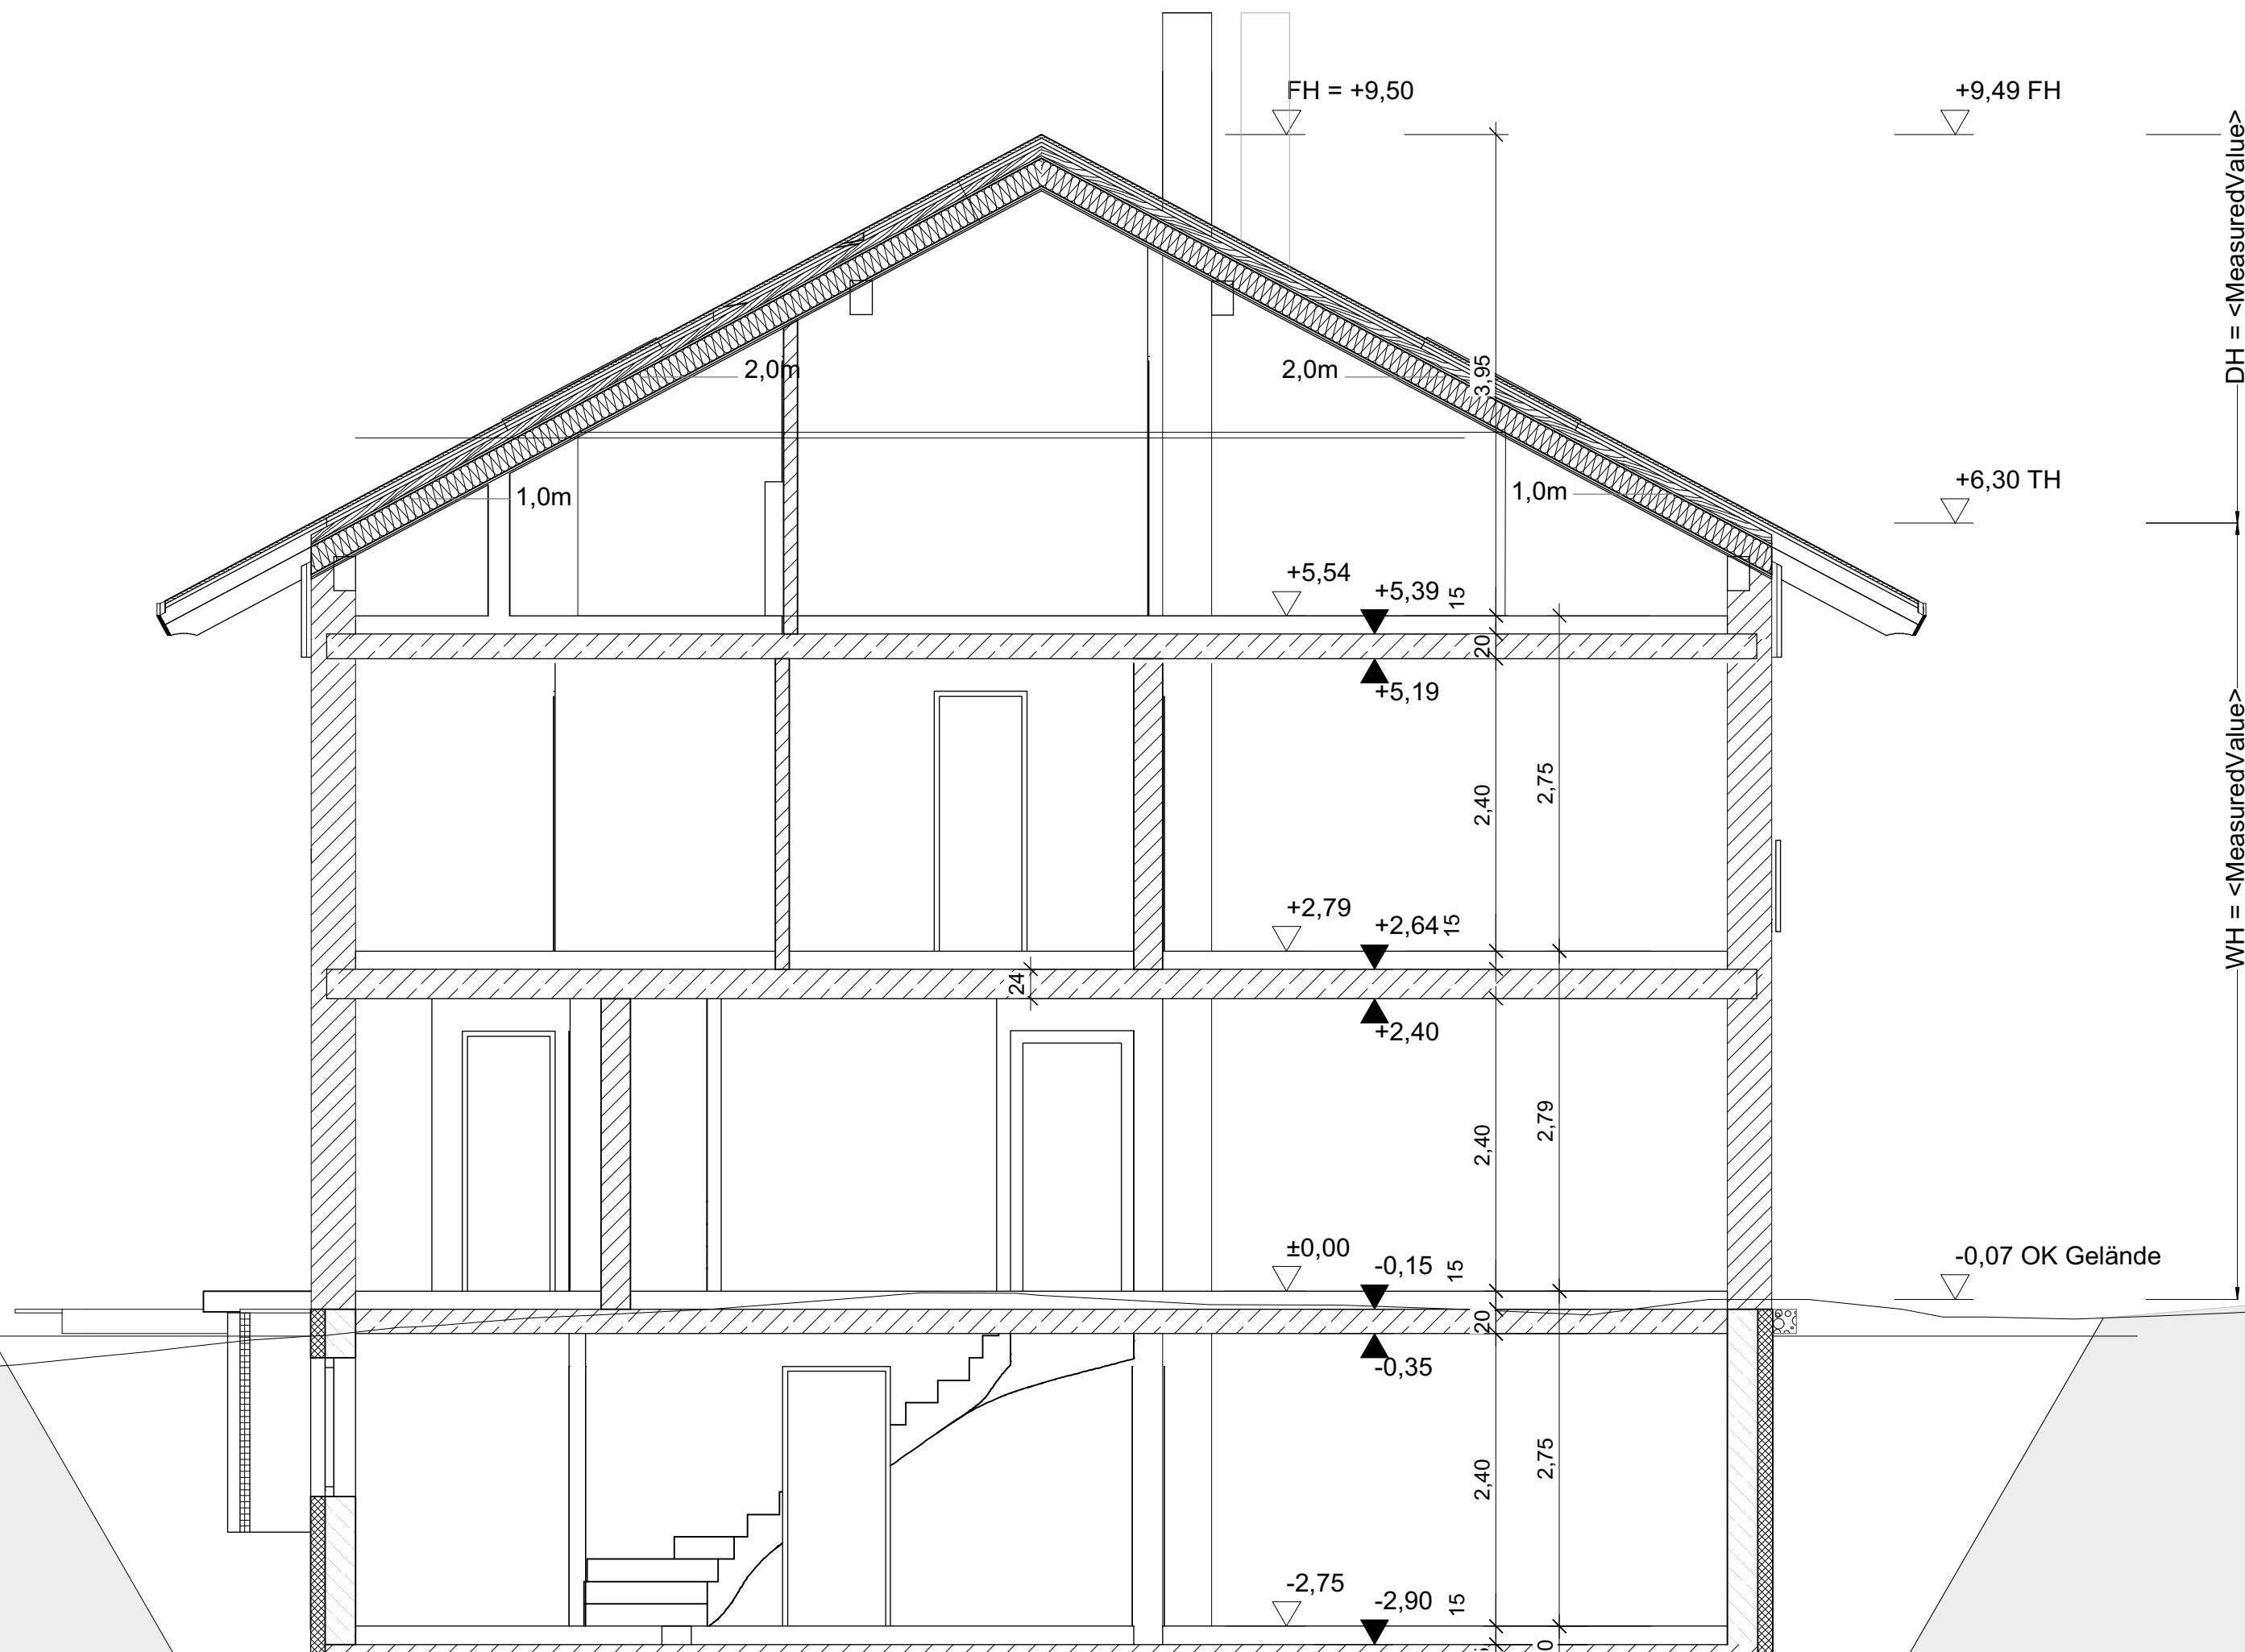 FH = +9,50
+9,49 FH
DH = <MeasuredValue>
2,0m
2,0m
3,95
+6,30 TH
1,0m
1,0m
+5,54
+5,39
15
20
+5,19
2,75
2,40
WH = <MeasuredValue>
+2,79
+2,64
15
24
+2,40
2,79
2,40
±0,00
-0,15
15
-0,07 OK Gelände
20
-0,35
2,75
2,40
-2,75
-2,90
15